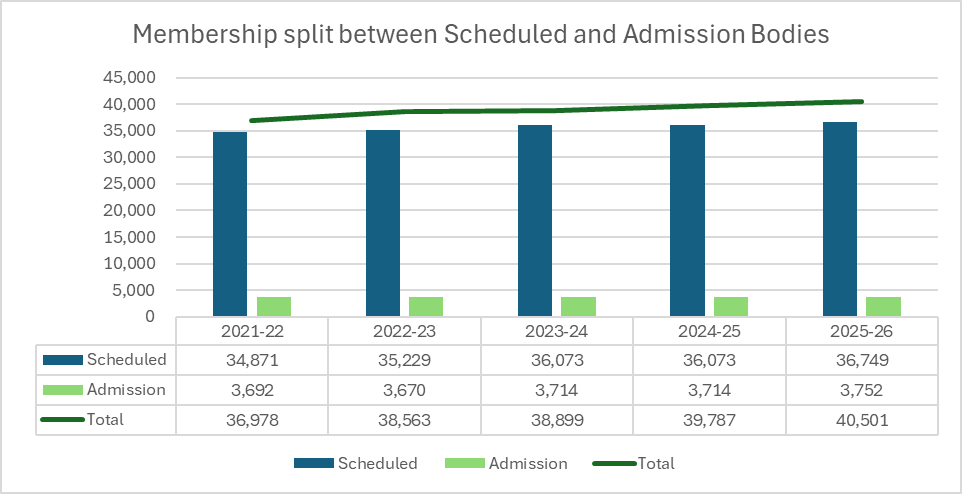 Membership split between Scheduled and Admission Bodies
45,000
40,000
35,000
30,000
25,000
20,000
15,000
10,000
5,000
0
2021-22 2022-23 2023-24 2024-25 2025-26
Scheduled 34,871 35,229 36,073 36,073 36,749
Admission 3,692 3,670 3,714 3,714 3,752
Total 36,978 38,563 38,899 39,787 40,501
Scheduled Admission Total